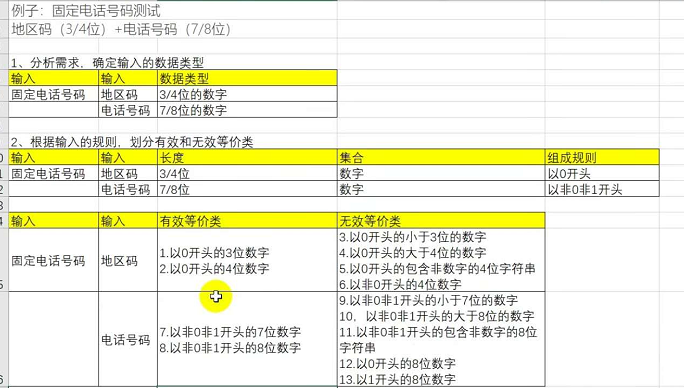 例子：固定电话号码测试
地区码（3/4位）+电话号码（7/8位）
1、分析需求，确定输入的数据类型
输入 输入 数据类型
固定电话号码 地区码 3/4位的数字
电话号码 7/8位的数字
2、根据输入的规则，划分有效和无效等价类
输入 输入 长度 集合 组成规则
固定电话号码 地区码 3/4位 数字 以0开头
电话号码 7/8位 数字 以非0非1开头
输入 输入 有效等价类 无效等价类
固定电话号码 地区码
1.以0开头的3位数字
2.以0开头的4位数字
3.以0开头的小于3位的数字
4.以0开头的大于4位的数字
5.以0开头的包含非数字的4位字符串
6.以非0开头的4位数字
电话号码
7.以非0非1开头的7位数字
8.以非0非1开头的8位数字
9.以非0非1开头的小于7位的数字
10，以非0非1开头的大于8位的数字
11.以非0非1开头的包含非数字的8位
字符串
12.以0开头的8位数字
13.以1开头的8位数字